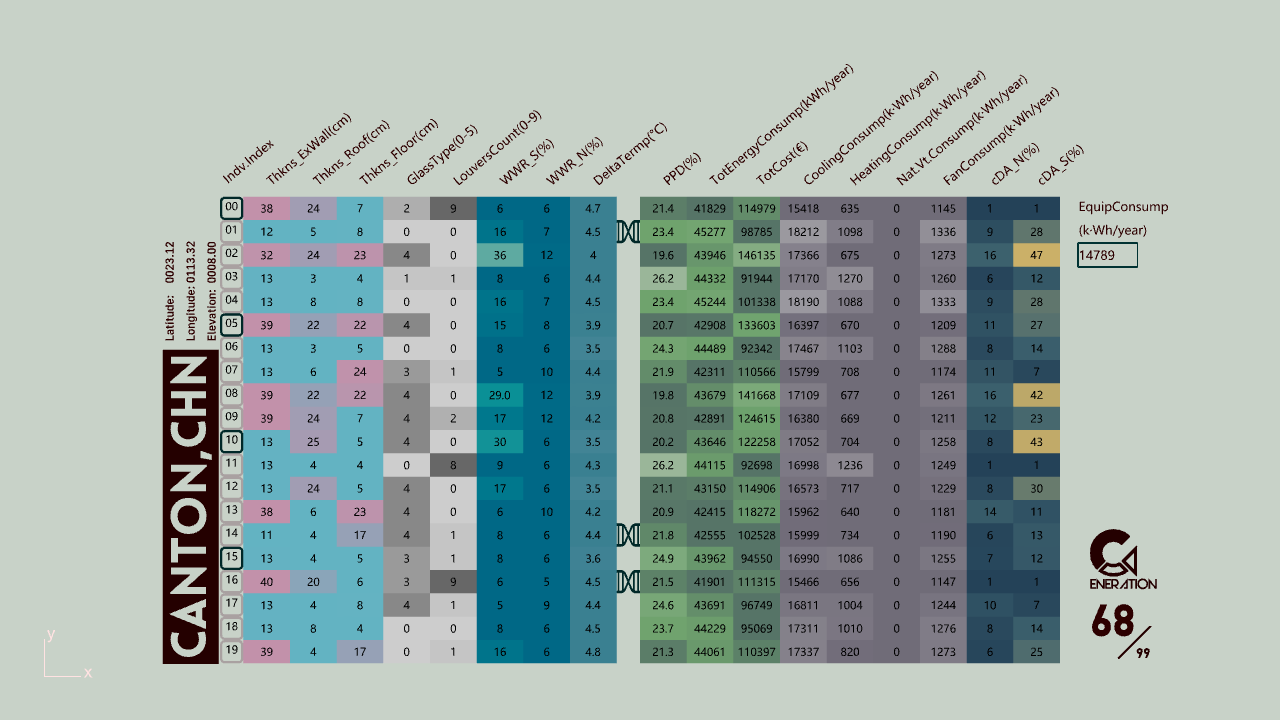 Indv.Index Thkns_ExWall(cm) Thkns_Roof(cm) Thkns_Floor(cm) GlassType(0-5) LouversCount(0-9) WWR_S(%) WWR_N(%) DeltaTermp(°C) PPD(%) TotEnergyConsump(kWh/year) TotCost(€) CoolingConsump(k·Wh/year) HeatingConsump(k·Wh/year) Nat.Vt.Consump(k·Wh/year) FanConsump(k·Wh/year) cDA_N(%) cDA_S(%)
00 38 24 7 2 9 6 6 4.7 21.4 41829 114979 15418 635 0 1145 1 1
01 12 5 8 0 0 16 7 4.5 23.4 45277 98785 18212 1098 0 1336 9 28
02 32 24 23 4 0 36 12 4 19.6 43946 146135 17366 675 0 1273 16 47
03 13 3 4 1 1 8 6 4.4 26.2 44332 91944 17170 1270 0 1260 6 12
04 13 8 8 0 0 16 7 4.5 23.4 45244 101338 18190 1088 0 1333 9 28
05 39 22 22 4 0 15 8 3.9 20.7 42908 133603 16397 670 0 1209 11 27
06 13 3 5 0 0 8 6 3.5 24.3 44489 92342 17467 1103 0 1288 8 14
07 13 6 24 3 1 5 10 4.4 21.9 42311 110566 15799 708 0 1174 11 7
08 39 22 22 4 0 29.0 12 3.9 19.8 43679 141668 17109 677 0 1261 16 42
09 39 24 7 4 2 17 12 4.2 20.8 42891 124615 16380 669 0 1211 12 23
10 13 25 5 4 0 30 6 3.5 20.2 43646 122258 17052 704 0 1258 8 43
11 13 4 4 0 8 9 6 4.3 26.2 44115 92698 16998 1236 0 1249 1 1
12 13 24 5 4 0 17 6 3.5 21.1 43150 114906 16573 717 0 1229 8 30
13 38 6 23 4 0 6 10 4.2 20.9 42415 118272 15962 640 0 1181 14 11
14 11 4 17 4 1 8 6 4.4 21.8 42555 102528 15999 734 0 1190 6 13
15 13 4 5 3 1 8 6 3.6 24.9 43962 94550 16990 1086 0 1255 7 12
16 40 20 6 3 9 6 5 4.5 21.5 41901 111315 15466 656 0 1147 1 1
17 13 4 8 4 1 5 9 4.4 24.6 43691 96749 16811 1004 0 1244 10 7
18 13 8 4 0 0 8 6 4.5 23.7 44229 95069 17311 1010 0 1276 8 14
19 39 4 17 0 1 16 6 4.8 21.3 44061 110397 17337 820 0 1273 6 25
EquipConsump
(k·Wh/year)
14789
Latitude: 0023.12
Longitude: 0113.32
Elevation: 0008.00
CANTON,CHN
ENERATION
68/99
y
x